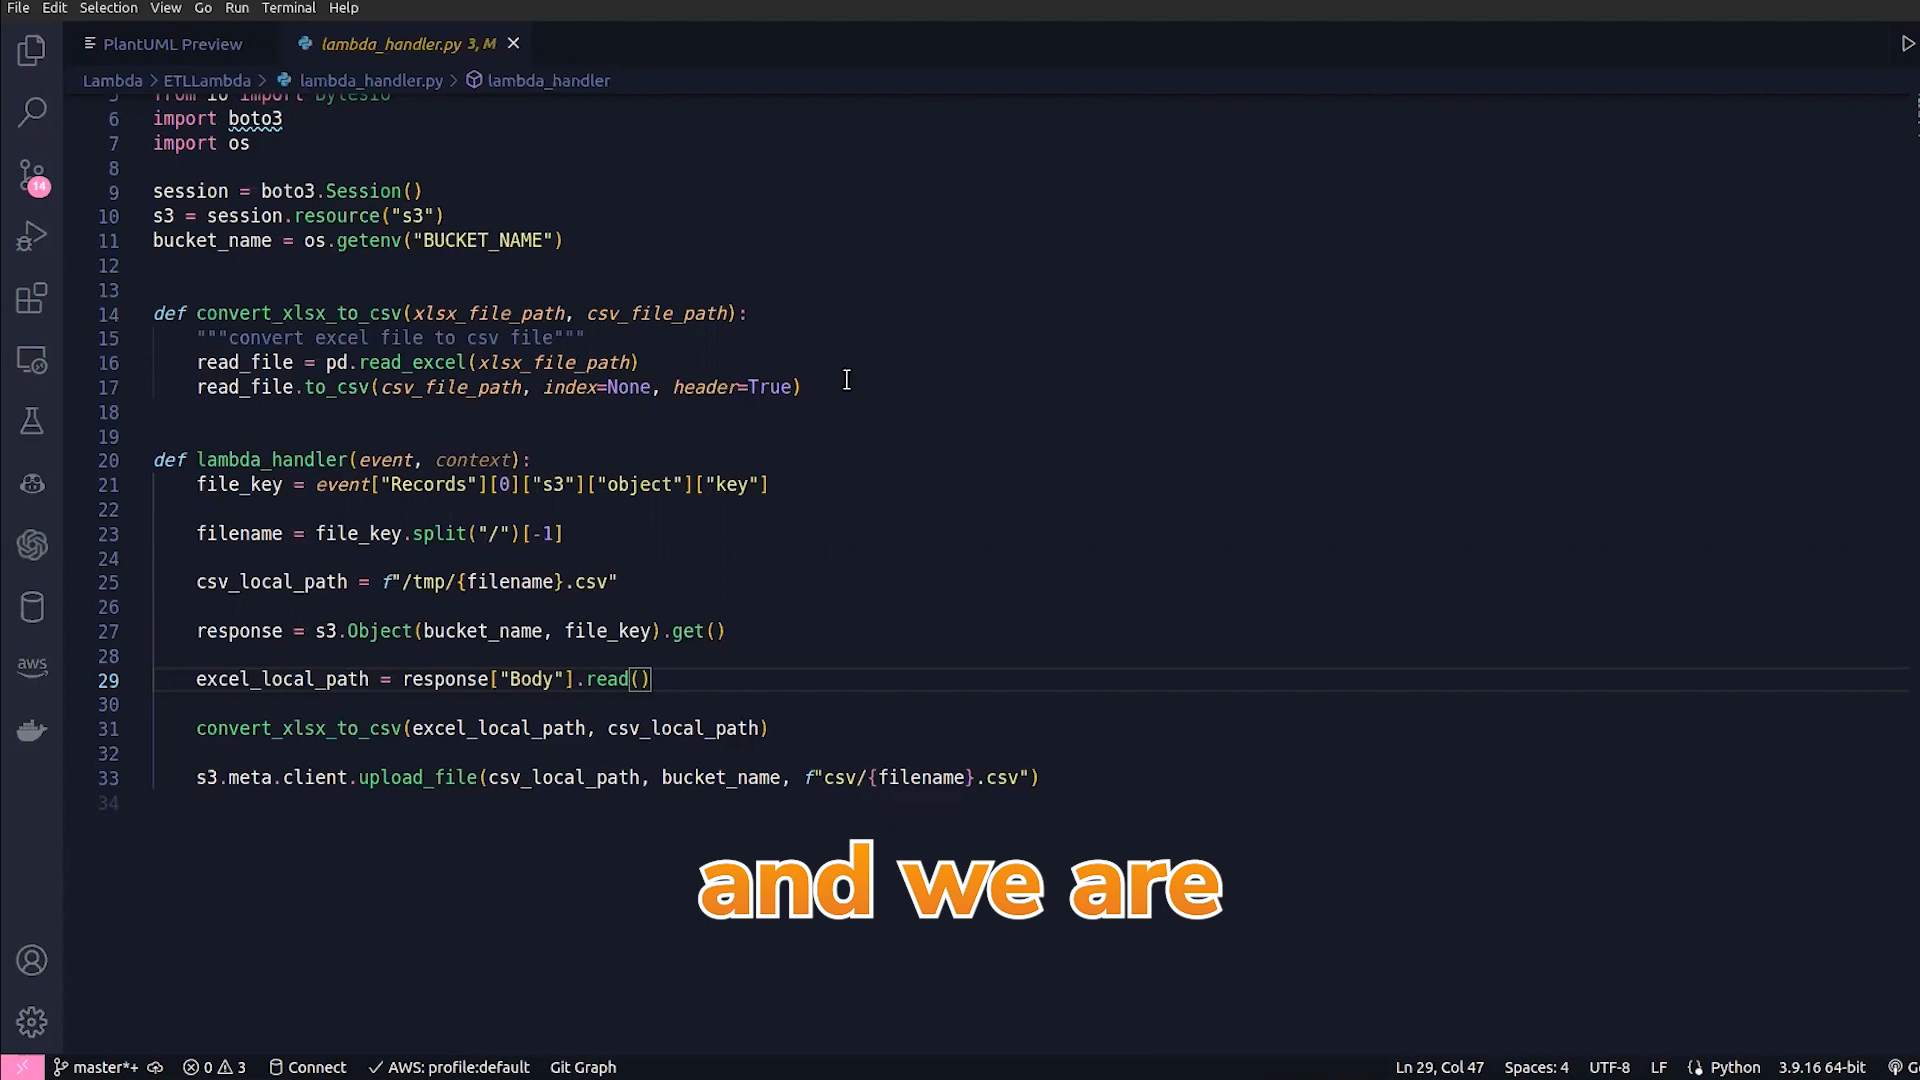 File Edit Selection View Go Run Terminal Help
PlantUML Preview lambda_handler.py 3, M
Lambda > ETLLambda > lambda_handler.py > lambda_handler
5 from io import BytesIO
6 import boto3
7 import os
8
9 session = boto3.Session()
10 s3 = session.resource("s3")
11 bucket_name = os.getenv("BUCKET_NAME")
12
13
14 def convert_xlsx_to_csv(xlsx_file_path, csv_file_path):
15 """convert excel file to csv file"""
16 read_file = pd.read_excel(xlsx_file_path)
17 read_file.to_csv(csv_file_path, index=None, header=True)
18
19
20 def lambda_handler(event, context):
21 file_key = event["Records"][0]["s3"]["object"]["key"]
22
23 filename = file_key.split("/")[-1]
24
25 csv_local_path = f"/tmp/{filename}.csv"
26
27 response = s3.Object(bucket_name, file_key).get()
28
29 excel_local_path = response["Body"].read()
30
31 convert_xlsx_to_csv(excel_local_path, csv_local_path)
32
33 s3.meta.client.upload_file(csv_local_path, bucket_name, f"csv/{filename}.csv")
34
14
aws
and we are
master*+ 0 3 Connect AWS: profile:default Git Graph Ln 29, Col 47 Spaces: 4 UTF-8 LF Python 3.9.16 64-bit